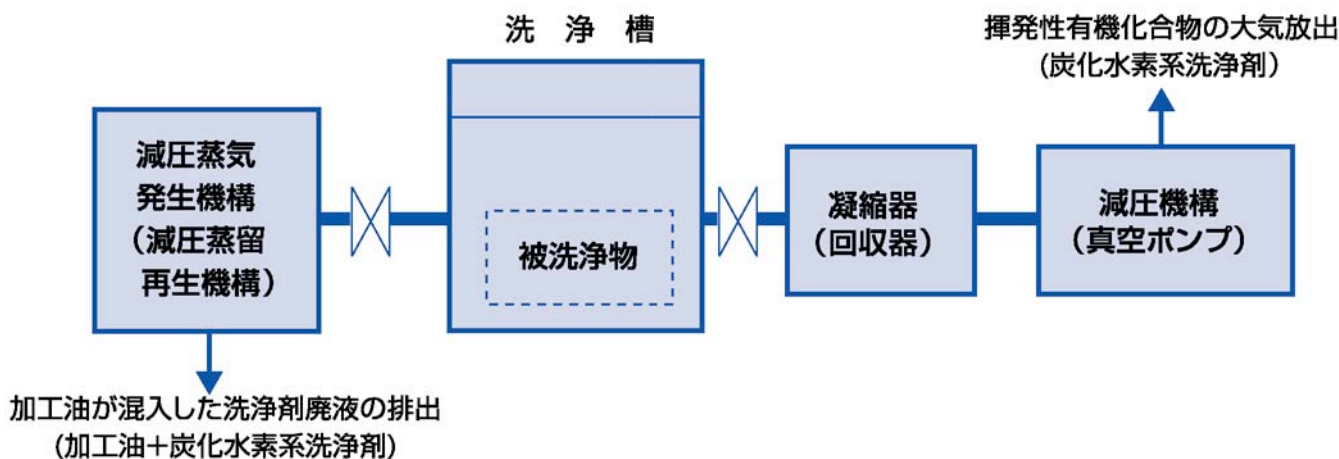 洗 浄 槽
揮発性有機化合物の大気放出
(炭化水素系洗浄剤)
減圧蒸気
発生機構
(減圧蒸留
再生機構)
被洗浄物
凝縮器
(回収器)
減圧機構
(真空ポンプ)
加工油が混入した洗浄剤廃液の排出
(加工油＋炭化水素系洗浄剤)